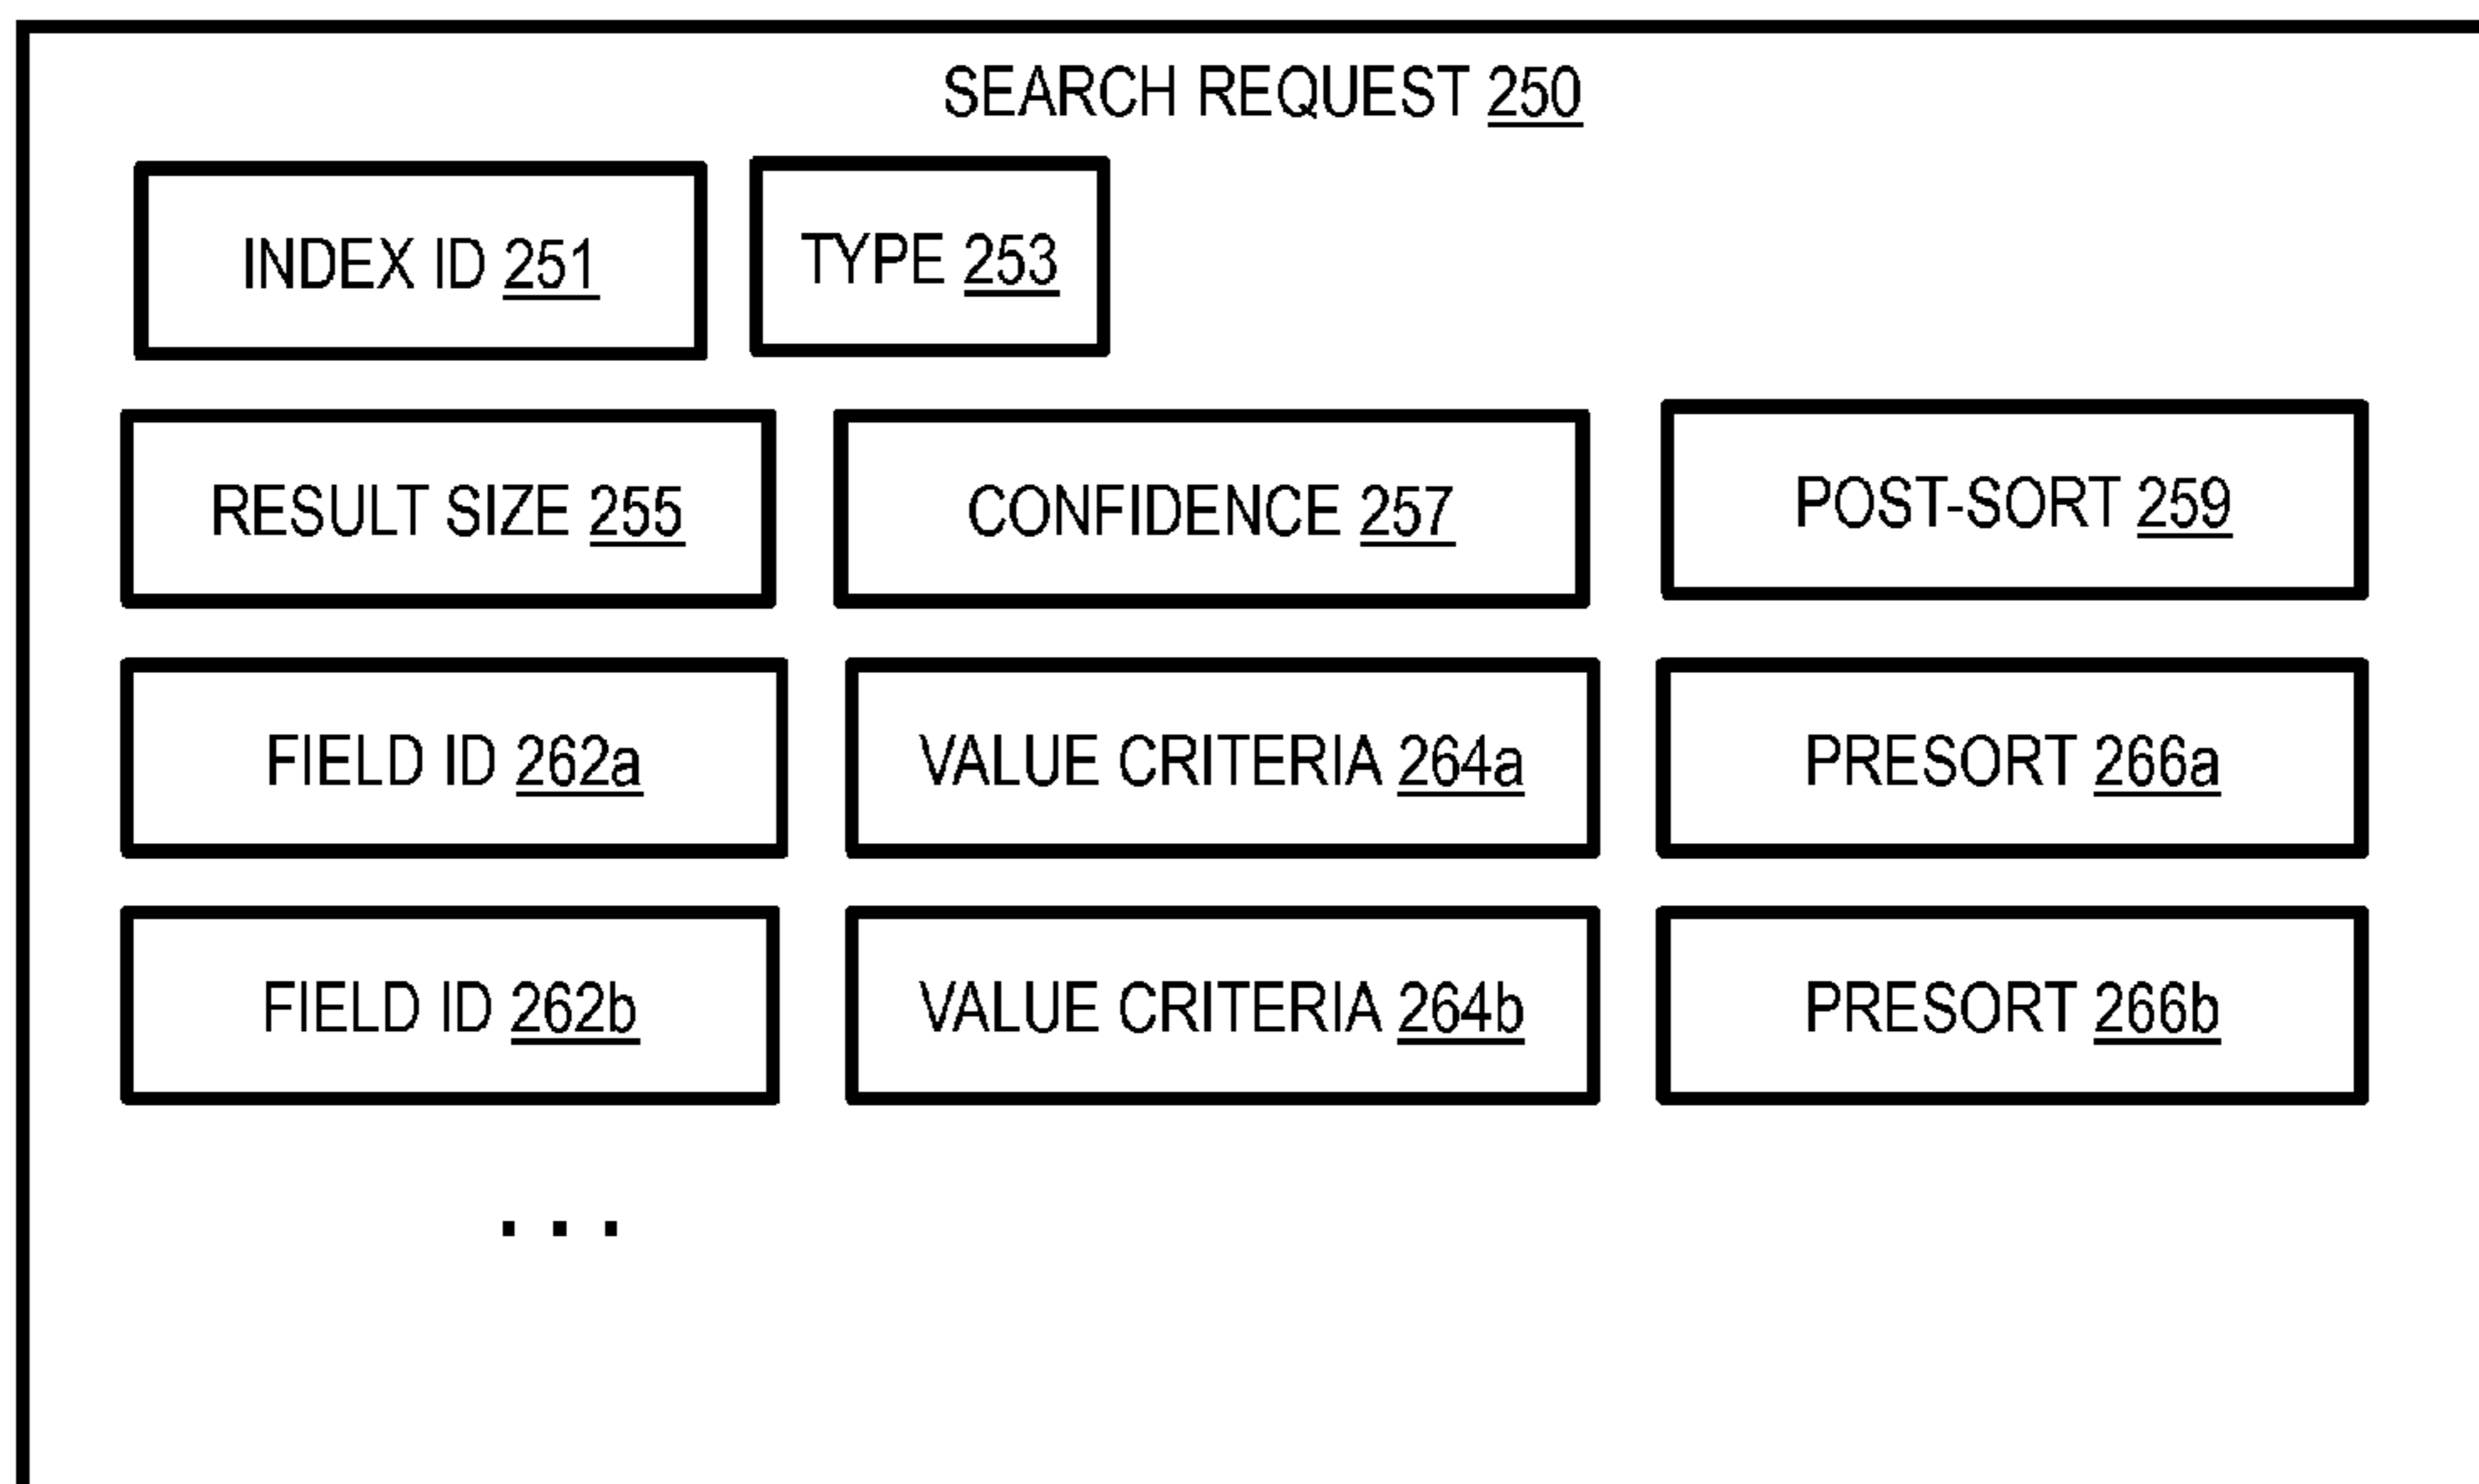 SEARCH REQUEST 250
INDEX ID 251
TYPE 253
RESULT SIZE 255
CONFIDENCE 257
POST-SORT 259
FIELD ID 262a
VALUE CRITERIA 264a
PRESORT 266a
FIELD ID 262b
VALUE CRITERIA 264b
PRESORT 266b
. . .